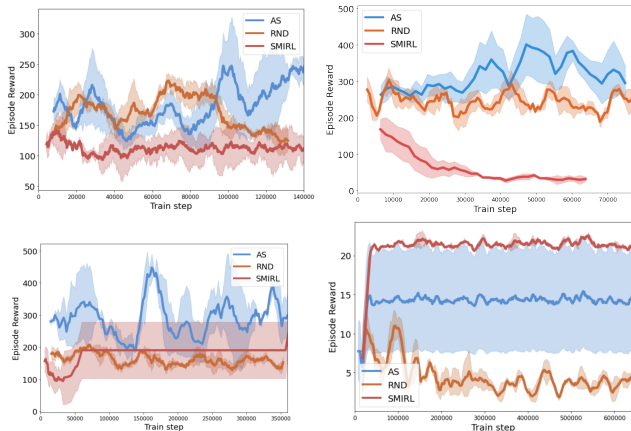 AS
RND
SMIRL
300
250
200
150
100
50
0
20000
40000
60000
80000
100000
120000
140000
Episode Reward
Train step
AS
RND
SMIRL
500
400
300
200
100
0
0
10000
20000
30000
40000
50000
60000
70000
Episode Reward
Train step
AS
RND
SMIRL
500
400
300
200
100
0
0
50000
100000
150000
200000
250000
300000
350000
Episode Reward
Train step
AS
RND
SMIRL
20
15
10
5
0
100000
200000
300000
400000
500000
600000
Episode Reward
Train step